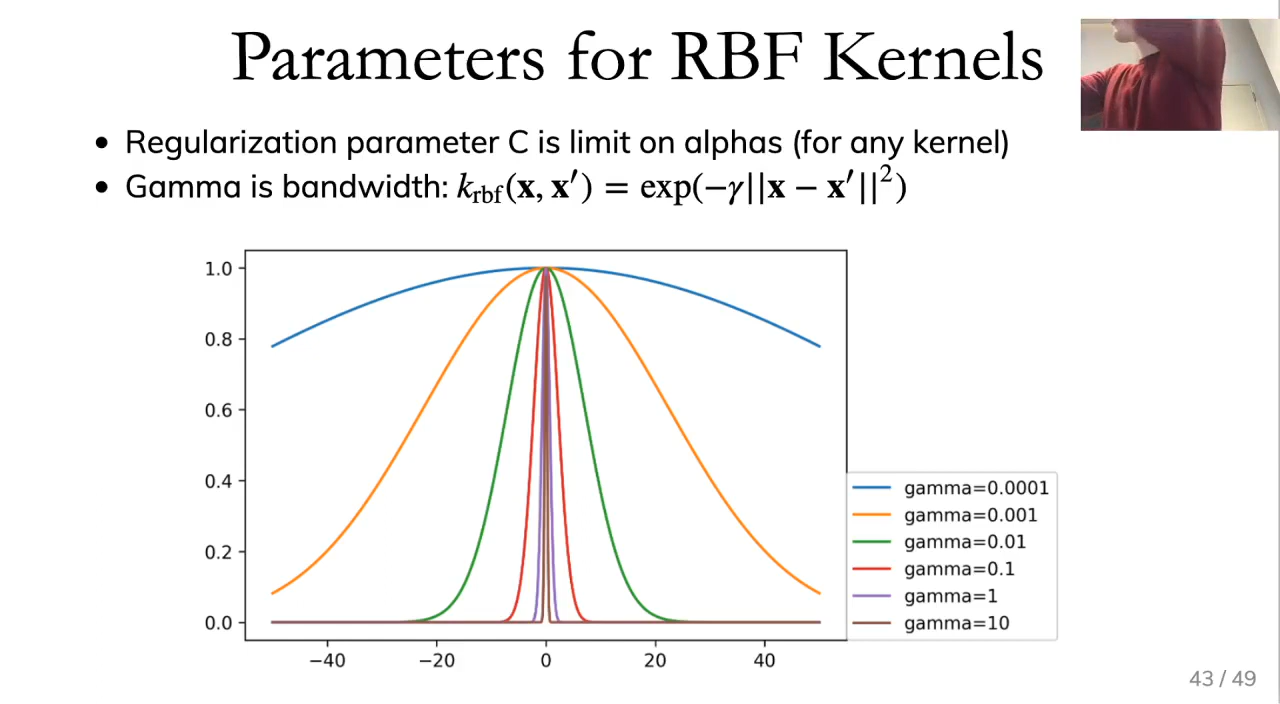 Parameters for RBF Kernels
• Regularization parameter C is limit on alphas (for any kernel)
• Gamma is bandwidth: k_rbf(x, x′) = exp(−γ||x − x′||²)
1.0
0.8
0.6
0.4
0.2
0.0
−40 −20 0 20 40
gamma=0.0001
gamma=0.001
gamma=0.01
gamma=0.1
gamma=1
gamma=10
43 / 49